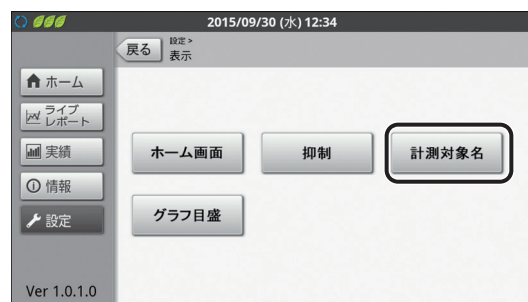 2015/09/30 (水) 12:34
戻る
設定 >
表示
ホーム
ライブ
レポート
実績
情報
設定
ホーム画面
抑制
計測対象名
グラフ目盛
Ver 1.0.1.0